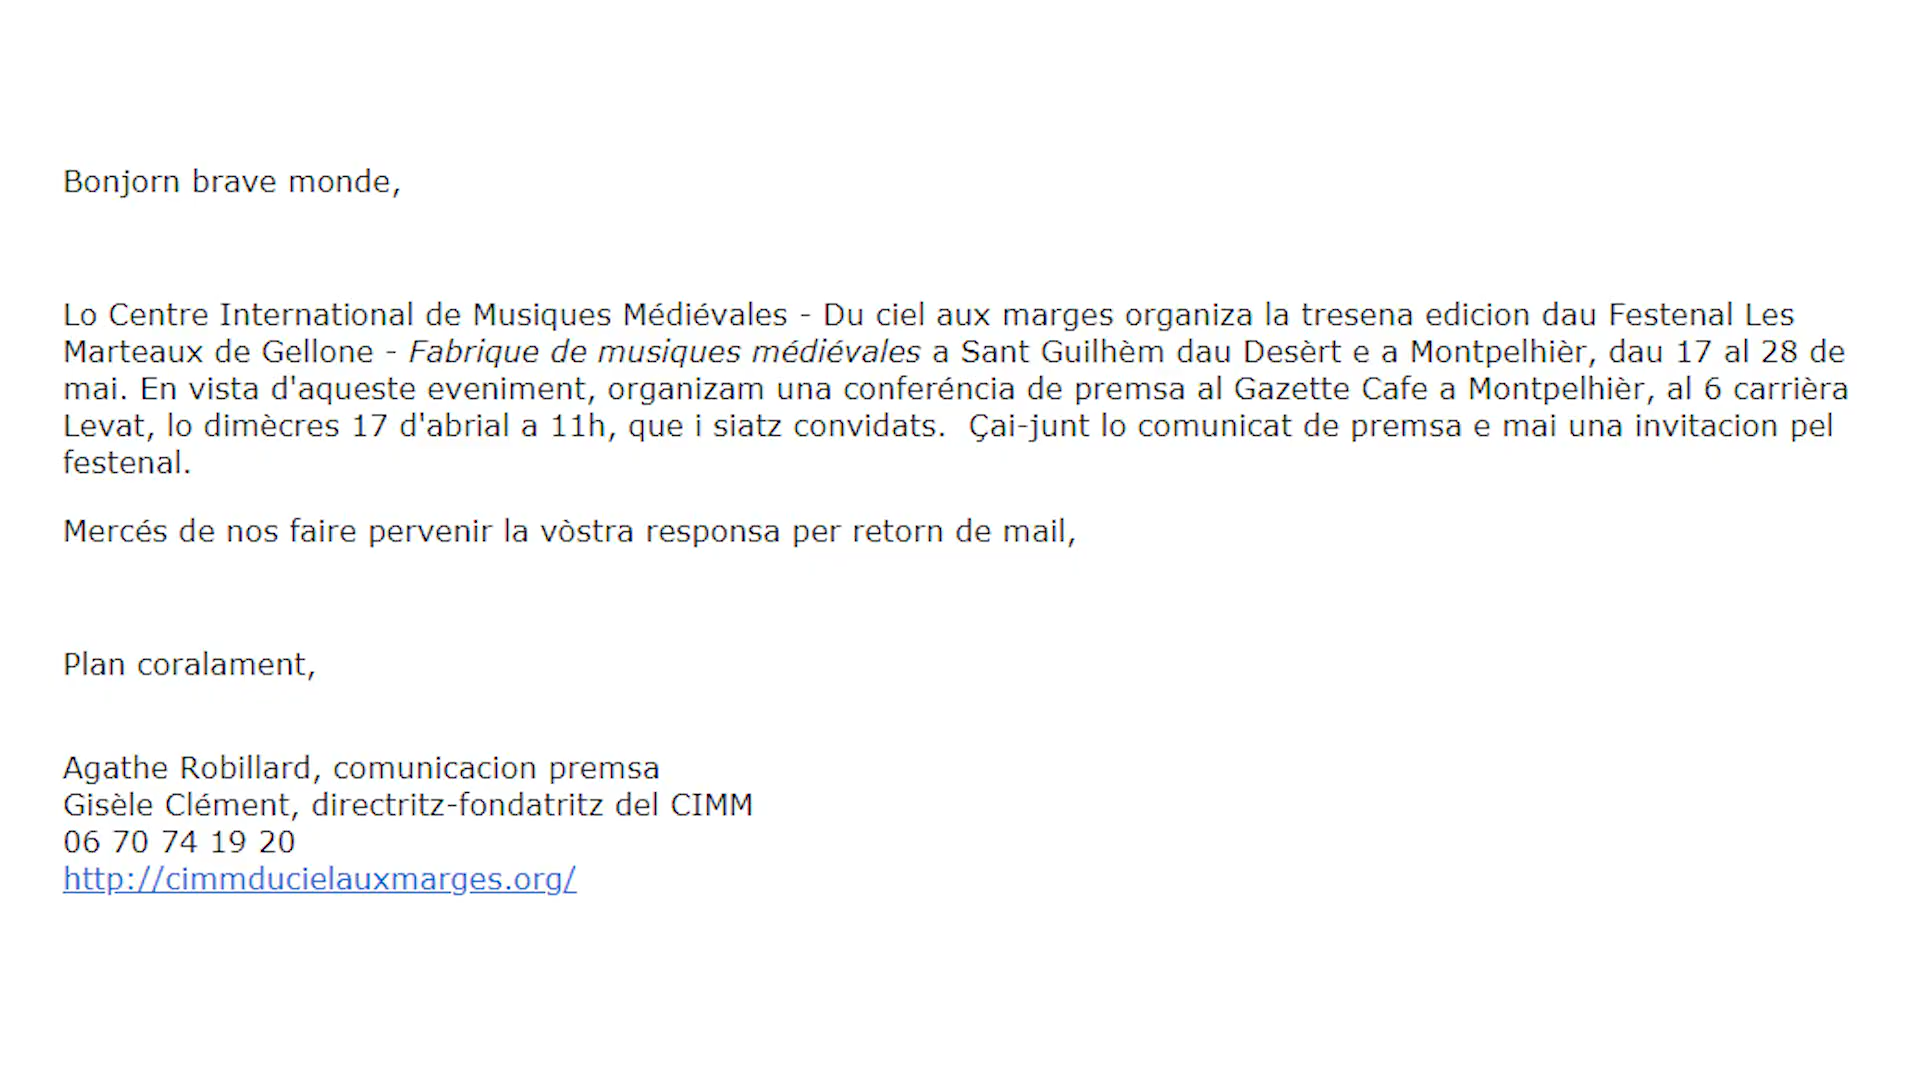 Bonjorn brave monde,
Lo Centre International de Musiques Médiévales - Du ciel aux marges organiza la tresena edicion dau Festenal Les
Marteaux de Gellone - Fabrique de musiques médiévales a Sant Guilhèm dau Desèrt e a Montpelhièr, dau 17 al 28 de
mai. En vista d'aqueste eveniment, organizam una conferéncia de premsa al Gazette Cafe a Montpelhièr, al 6 carrièra
Levat, lo dimècres 17 d'abrial a 11h, que i siatz convidats.  Çai-junt lo comunicat de premsa e mai una invitacion pel
festenal.
Mercés de nos faire pervenir la vòstra responsa per retorn de mail,
Plan coralament,
Agathe Robillard, comunicacion premsa
Gisèle Clément, directritz-fondatritz del CIMM
06 70 74 19 20
http://cimmducielauxmarges.org/